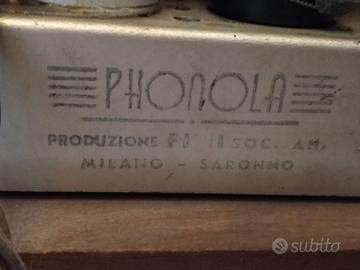 PHONOLA
PRODUZIONE SOC. AN.
MILANO - SARONNO
subito